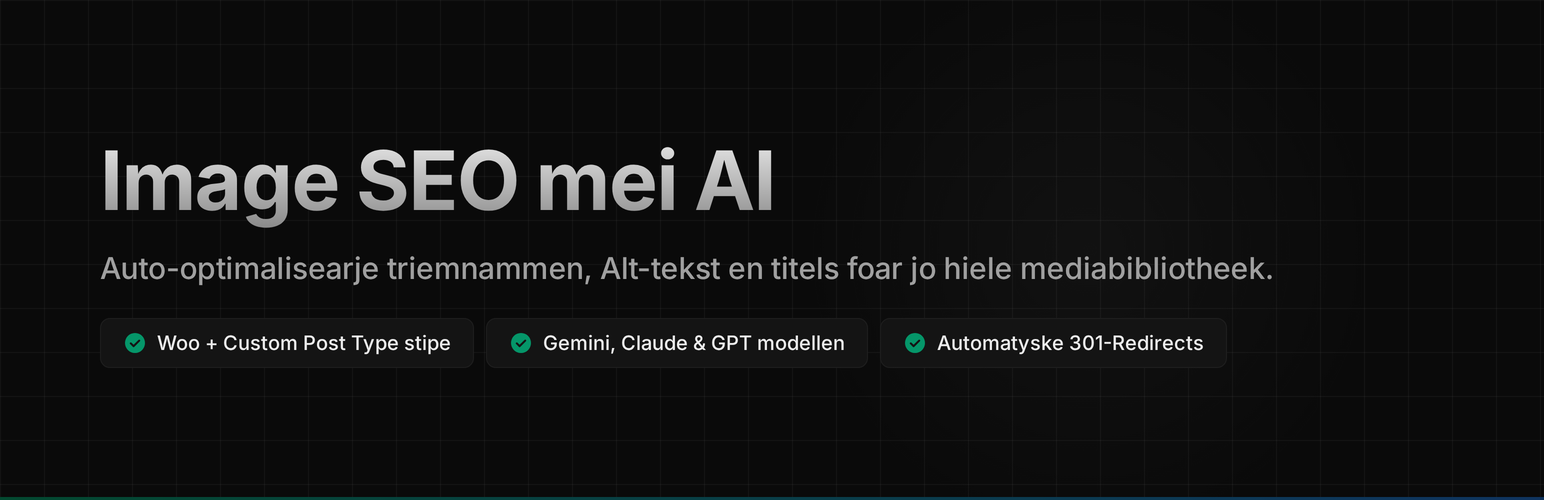 Image SEO mei AI
Auto-optimalisearje triemnammen, Alt-tekst en titels foar jo hiele mediabibliotheek.
Woo + Custom Post Type stipe
Gemini, Claude & GPT modellen
Automatyske 301-Redirects